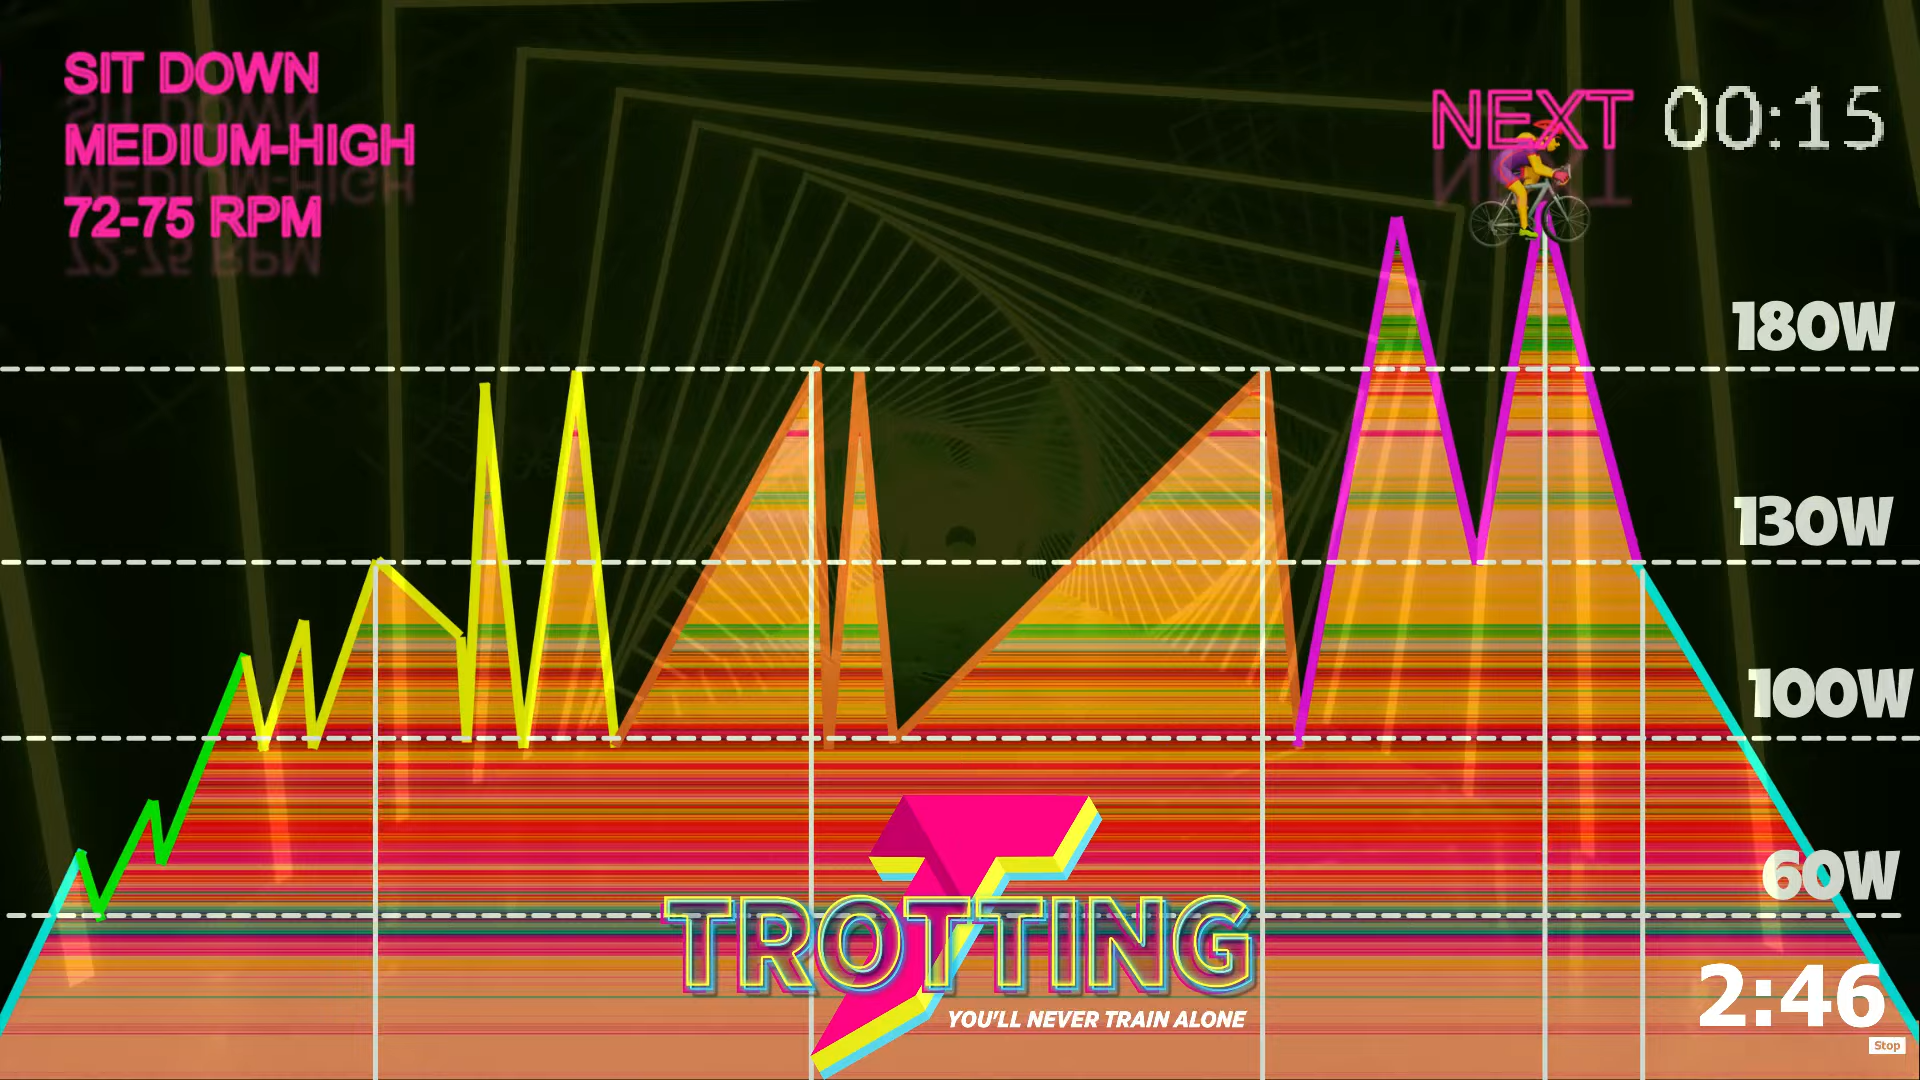 SIT DOWN
MEDIUM-HIGH
72-75 RPM
NEXT 00:15
180W
130W
100W
60W
TROTTING
YOU'LL NEVER TRAIN ALONE
2:46
Stop